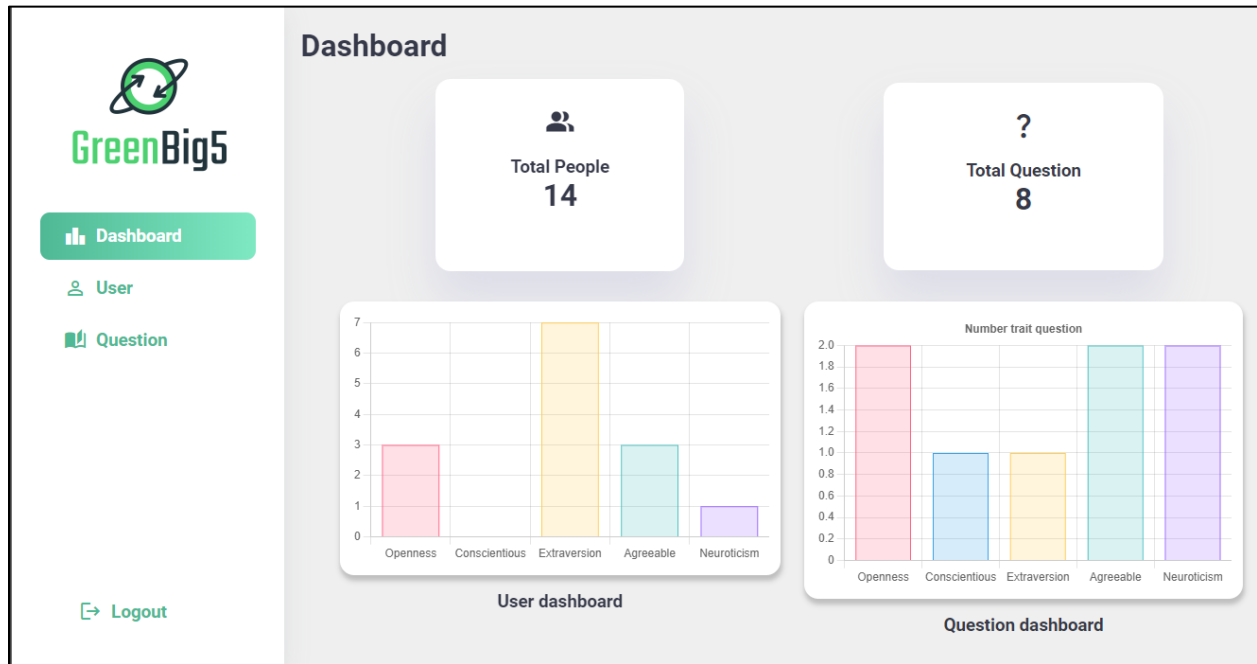 GreenBig5
Dashboard
User
Question
Logout
Dashboard
Total People
14
?
Total Question
8
7
6
5
4
3
2
1
0
Openness Conscientious Extraversion Agreeable Neuroticism
User dashboard
Number trait question
2.0
1.8
1.6
1.4
1.2
1.0
0.8
0.6
0.4
0.2
0
Openness Conscientious Extraversion Agreeable Neuroticism
Question dashboard